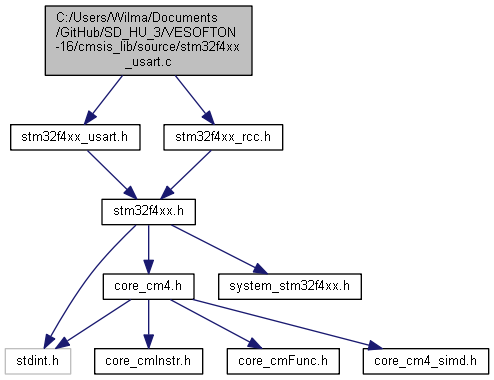 C:/Users/Wilma/Documents
/GitHub/SD_HU_3/VESOFTON
-16/cmsis_lib/source/stm32f4xx
_usart.c
stm32f4xx_usart.h
stm32f4xx_rcc.h
stm32f4xx.h
core_cm4.h
system_stm32f4xx.h
stdint.h
core_cmInstr.h
core_cmFunc.h
core_cm4_simd.h